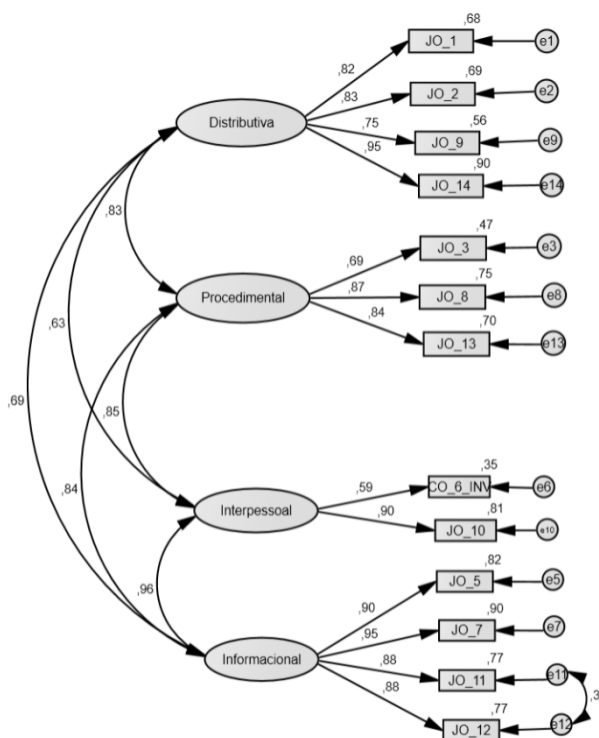 ,68
JO_1
e1
,82
,69
JO_2
e2
,83
Distributiva
,56
JO_9
e9
,75
,90
JO_14
e14
,95
,83
,47
JO_3
e3
,69
,75
Procedimental
JO_8
e8
,87
,70
JO_13
e13
,84
,63
,69
,85
,84
,35
CO_6_INV
e6
,59
Interpessoal
,81
JO_10
e10
,90
,96
,82
JO_5
e5
,90
,90
JO_7
e7
,95
Informacional
,77
JO_11
e11
,88
,3
,77
JO_12
e12
,88